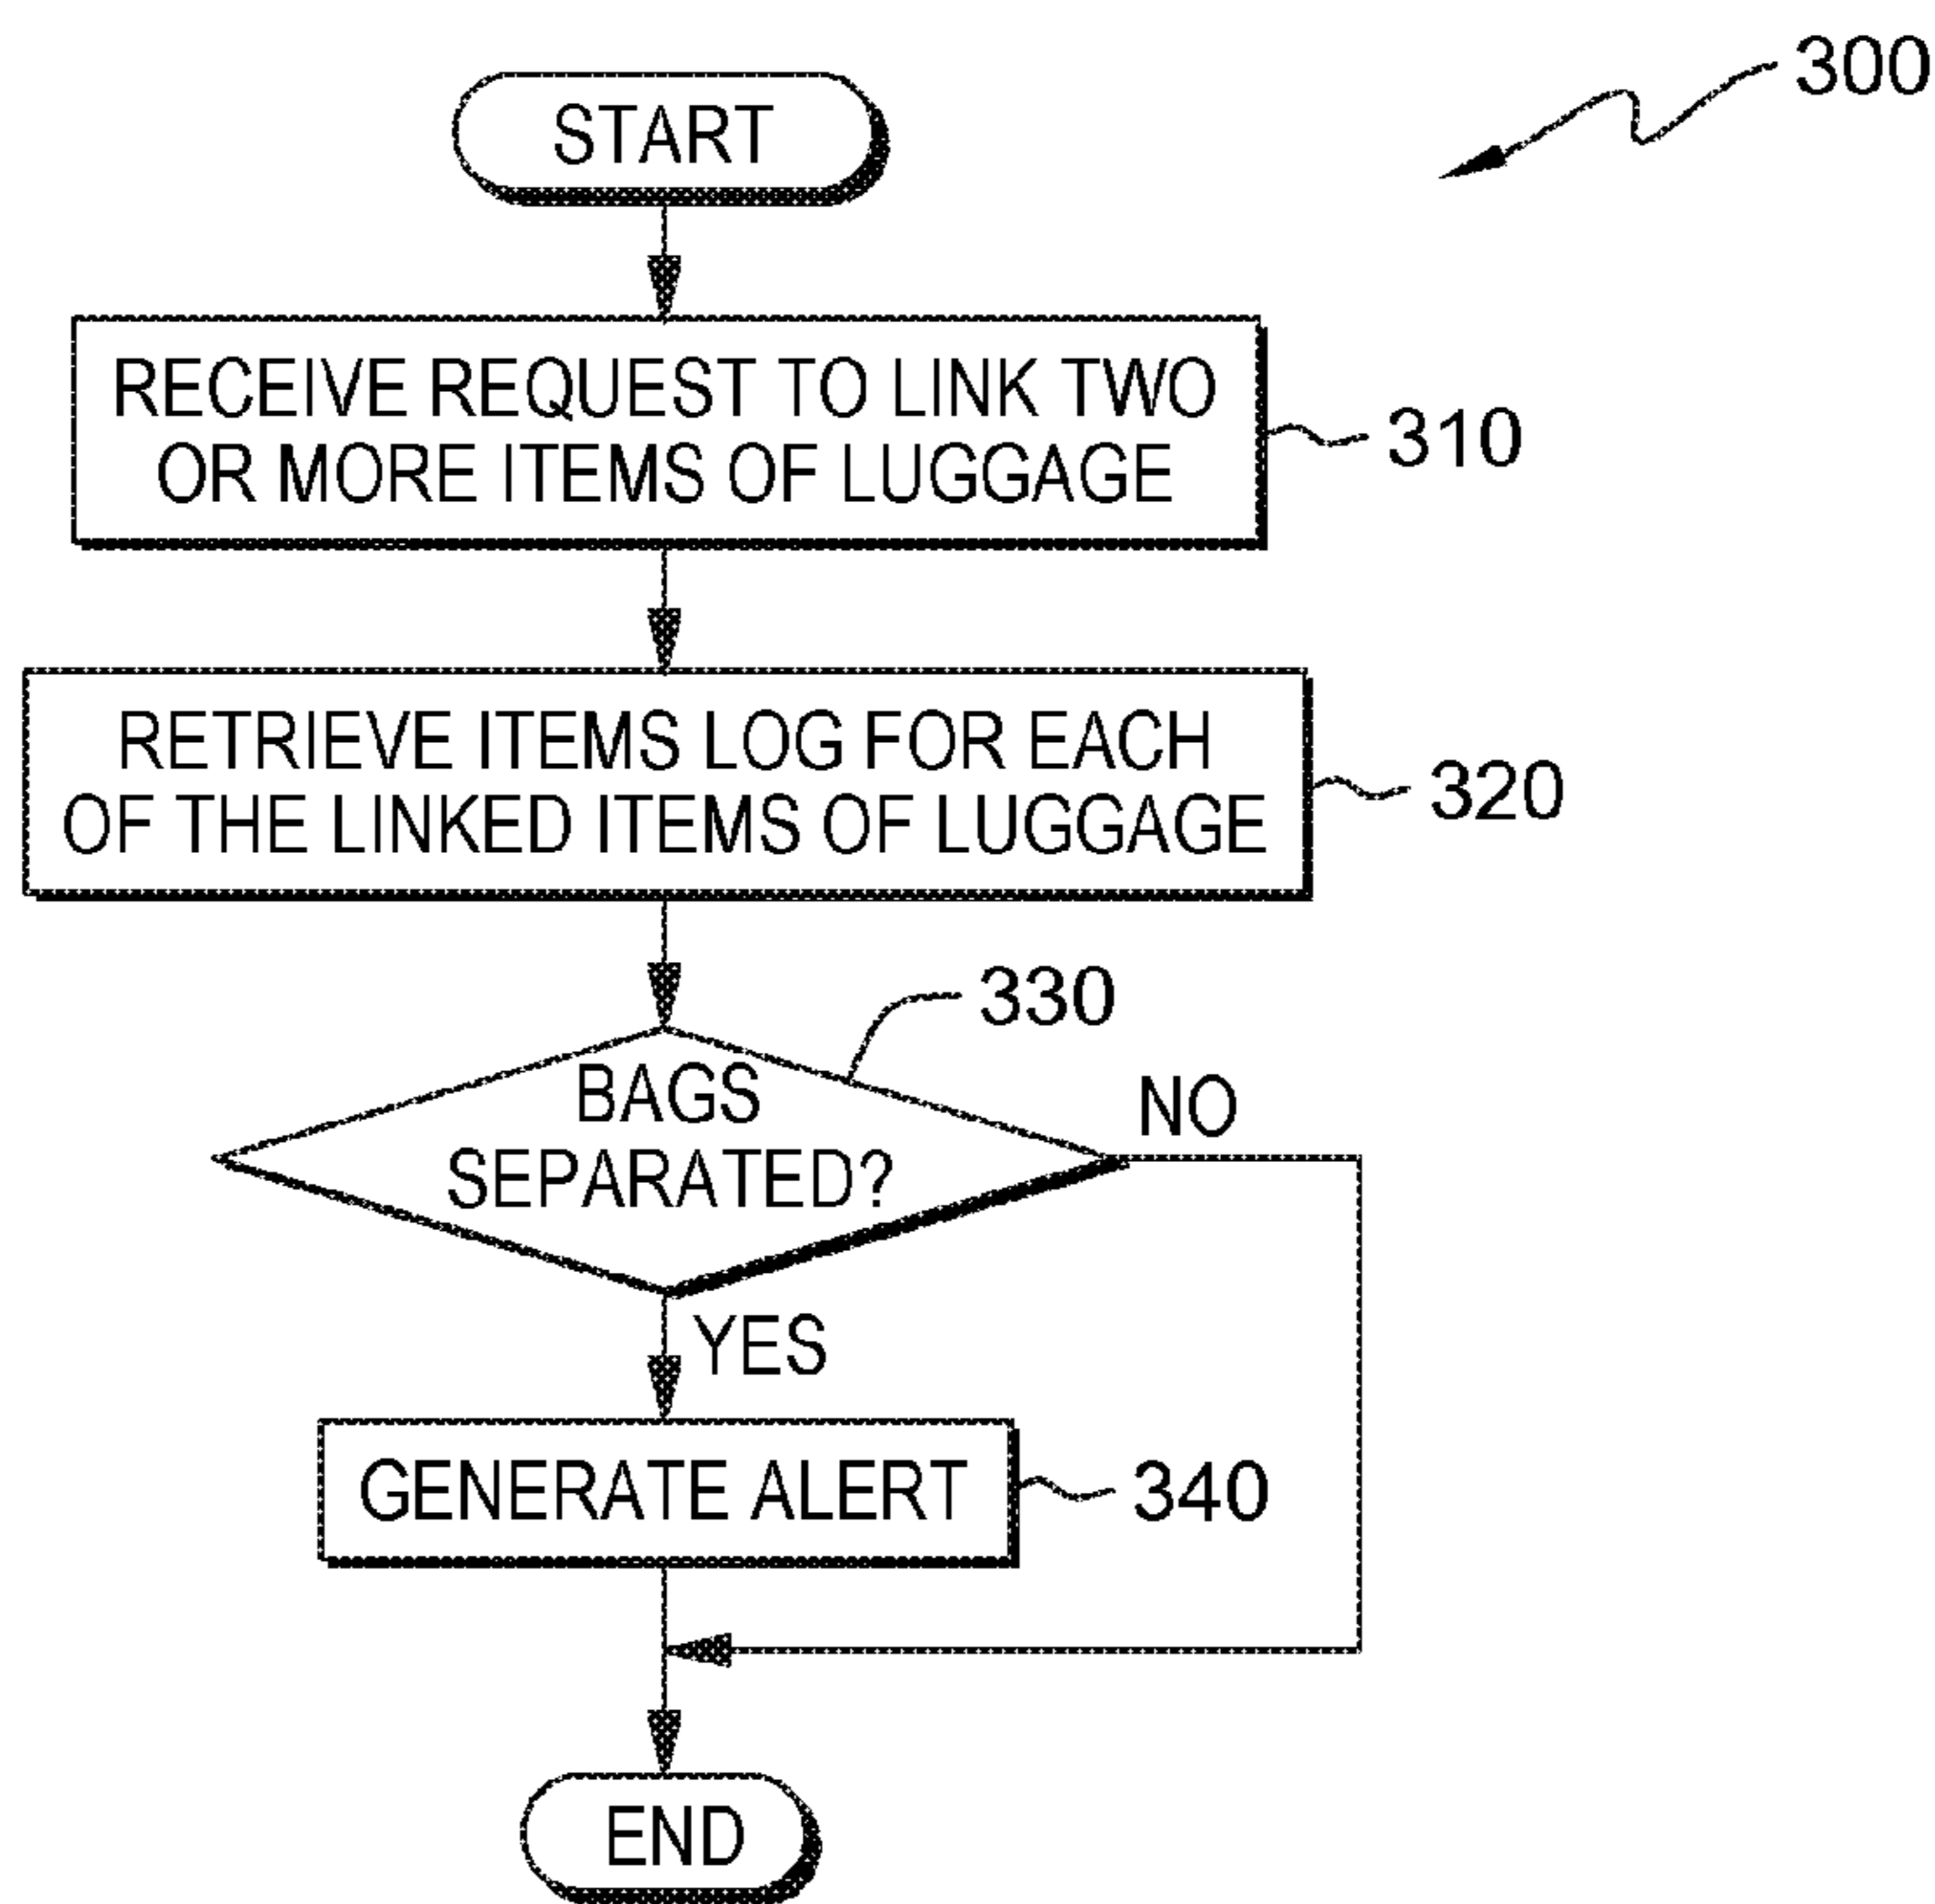 300
START
RECEIVE REQUEST TO LINK TWO
OR MORE ITEMS OF LUGGAGE
310
RETRIEVE ITEMS LOG FOR EACH
OF THE LINKED ITEMS OF LUGGAGE
320
330
BAGS
SEPARATED?
NO
YES
GENERATE ALERT
340
END